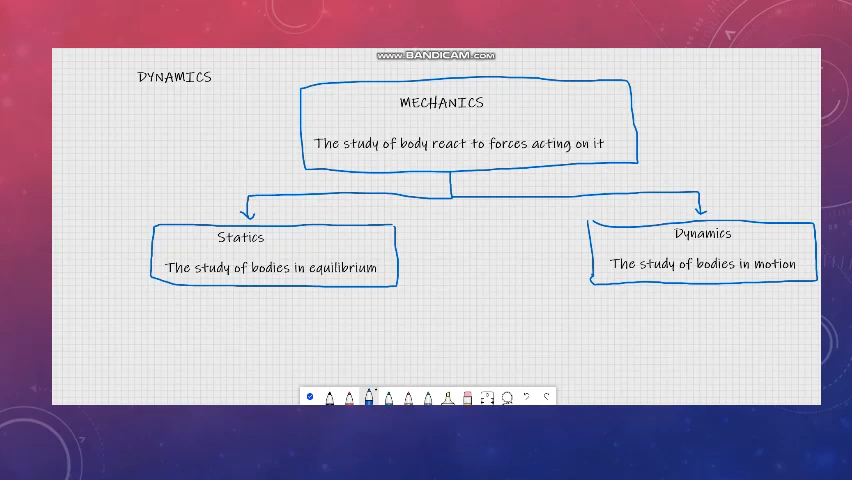 WWW.BANDICAM.COM
DYNAMICS
MECHANICS
The study of body react to forces acting on it
Statics
The study of bodies in equilibrium
Dynamics
The study of bodies in motion